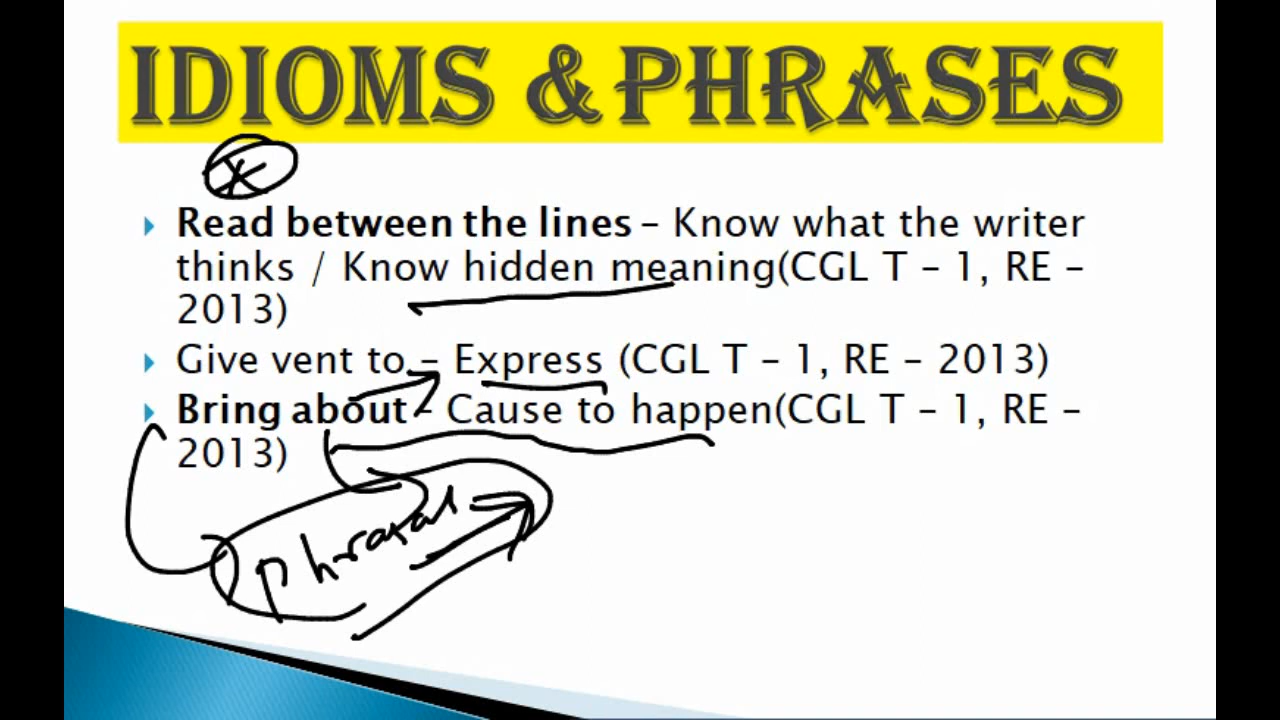 IDIOMS & PHRASES
Read between the lines – Know what the writer
thinks / Know hidden meaning(CGL T – 1, RE –
2013)
Give vent to – Express (CGL T – 1, RE – 2013)
Bring about – Cause to happen(CGL T – 1, RE –
2013)
phrasal